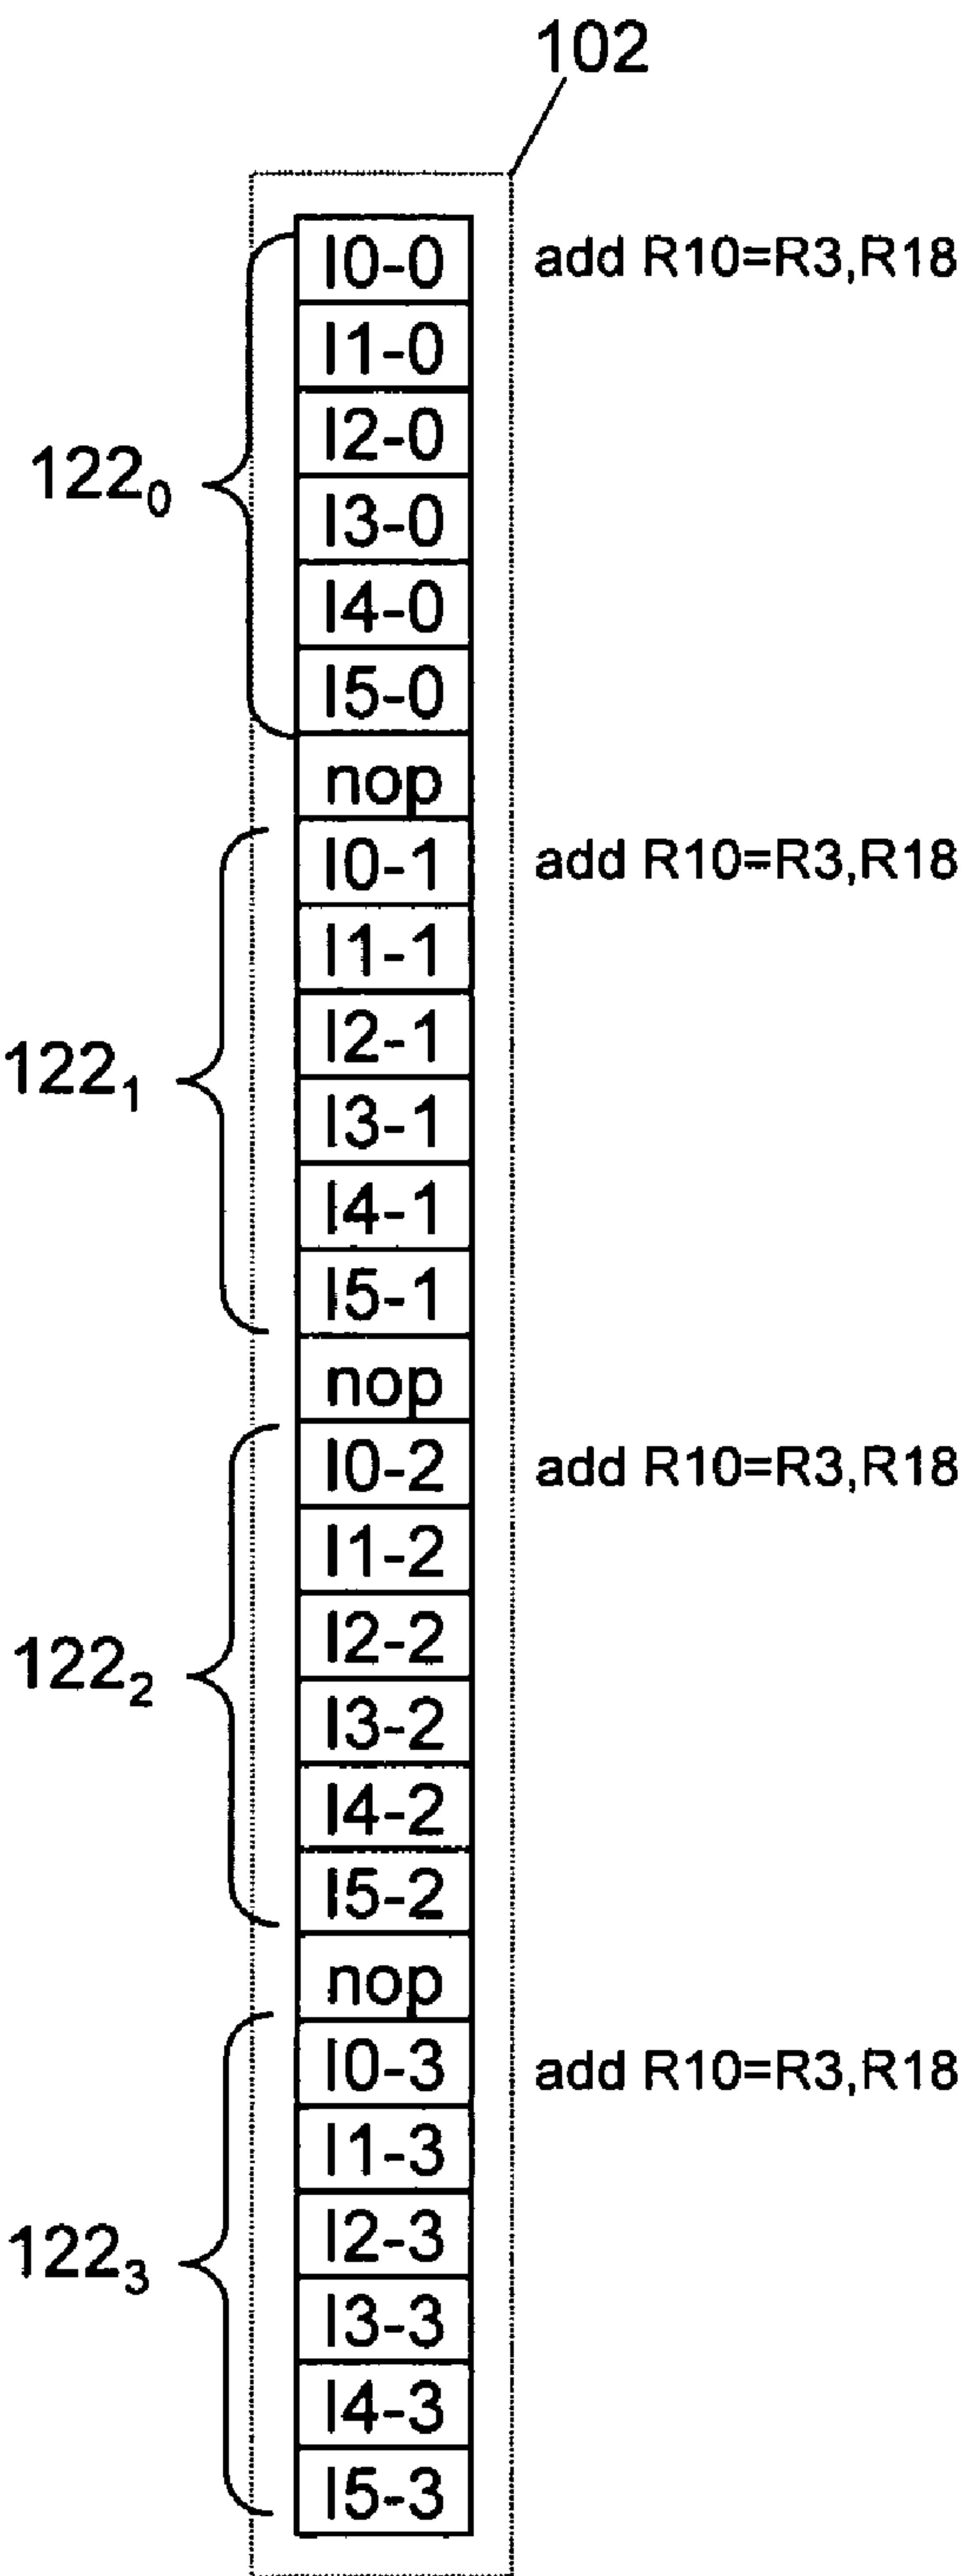 102
I0-0 add R10=R3,R18
I1-0
I2-0
122₀
I3-0
I4-0
I5-0
nop
I0-1 add R10=R3,R18
I1-1
I2-1
122₁
I3-1
I4-1
I5-1
nop
I0-2 add R10=R3,R18
I1-2
I2-2
122₂
I3-2
I4-2
I5-2
nop
I0-3 add R10=R3,R18
I1-3
I2-3
122₃
I3-3
I4-3
I5-3